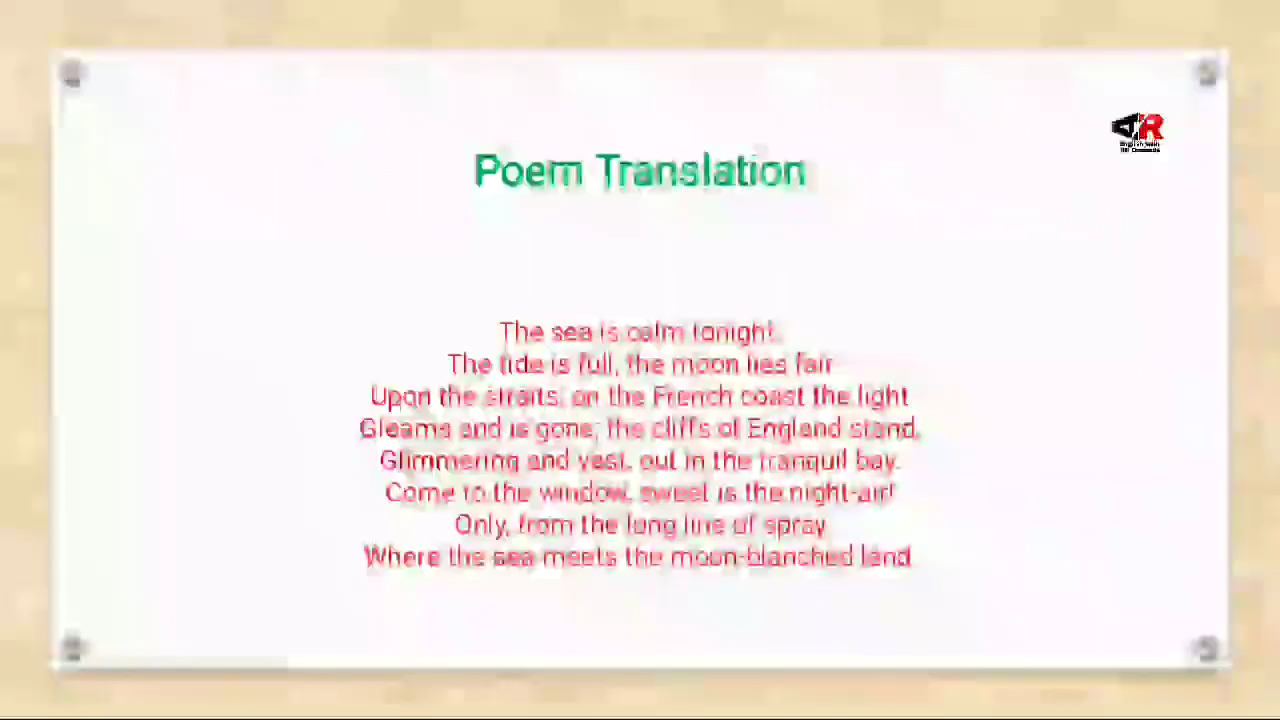 AR
English with
Poem Translation
The sea is calm tonight.
The tide is full, the moon lies fair
Upon the straits; on the French coast the light
Gleams and is gone; the cliffs of England stand,
Glimmering and vast, out in the tranquil bay.
Come to the window, sweet is the night-air!
Only, from the long line of spray
Where the sea meets the moon-blanched land